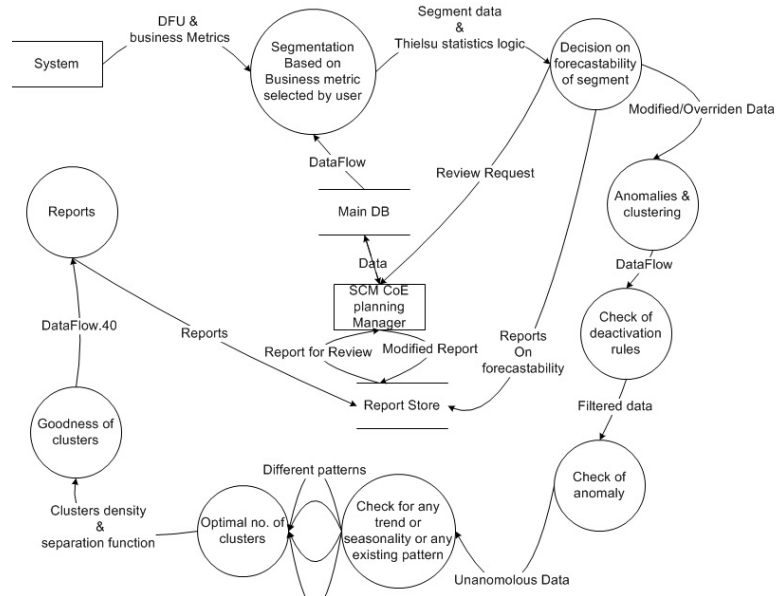 DFU &
business Metrics
System
Segmentation
Based on
Business metric
selected by user
Segment data
&
Thielsu statistics logic
Decision on
forecastability
of segment
Modified/Overriden Data
DataFlow
Review Request
Anomalies &
clustering
Reports
Main DB
Data
DataFlow
SCM CoE
planning
Manager
Check of
deactivation
rules
DataFlow.40
Reports
Report for Review
Modified Report
Reports
On
forecastability
Report Store
Filtered data
Goodness of
clusters
Check of
anomaly
Different patterns
Clusters density
&
separation function
Optimal no. of
clusters
Check for any
trend or
seasonality or any
existing pattern
Unanomolous Data